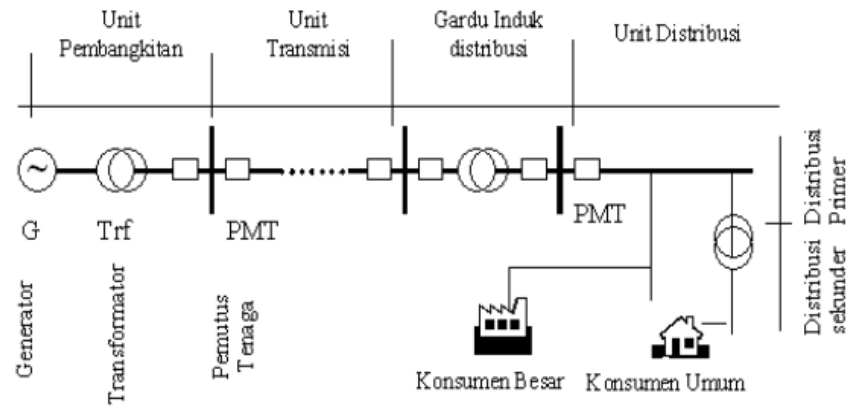 Unit
Pembangkitan
Unit
Transmisi
Gardu Induk
distribusi
Unit Distribusi
~
G
Trf
PMT
PMT
Generator
Transformator
Pemutus
Tenaga
Distribusi
Primer
Distribusi
sekunder
Konsumen Besar
Konsumen Umum